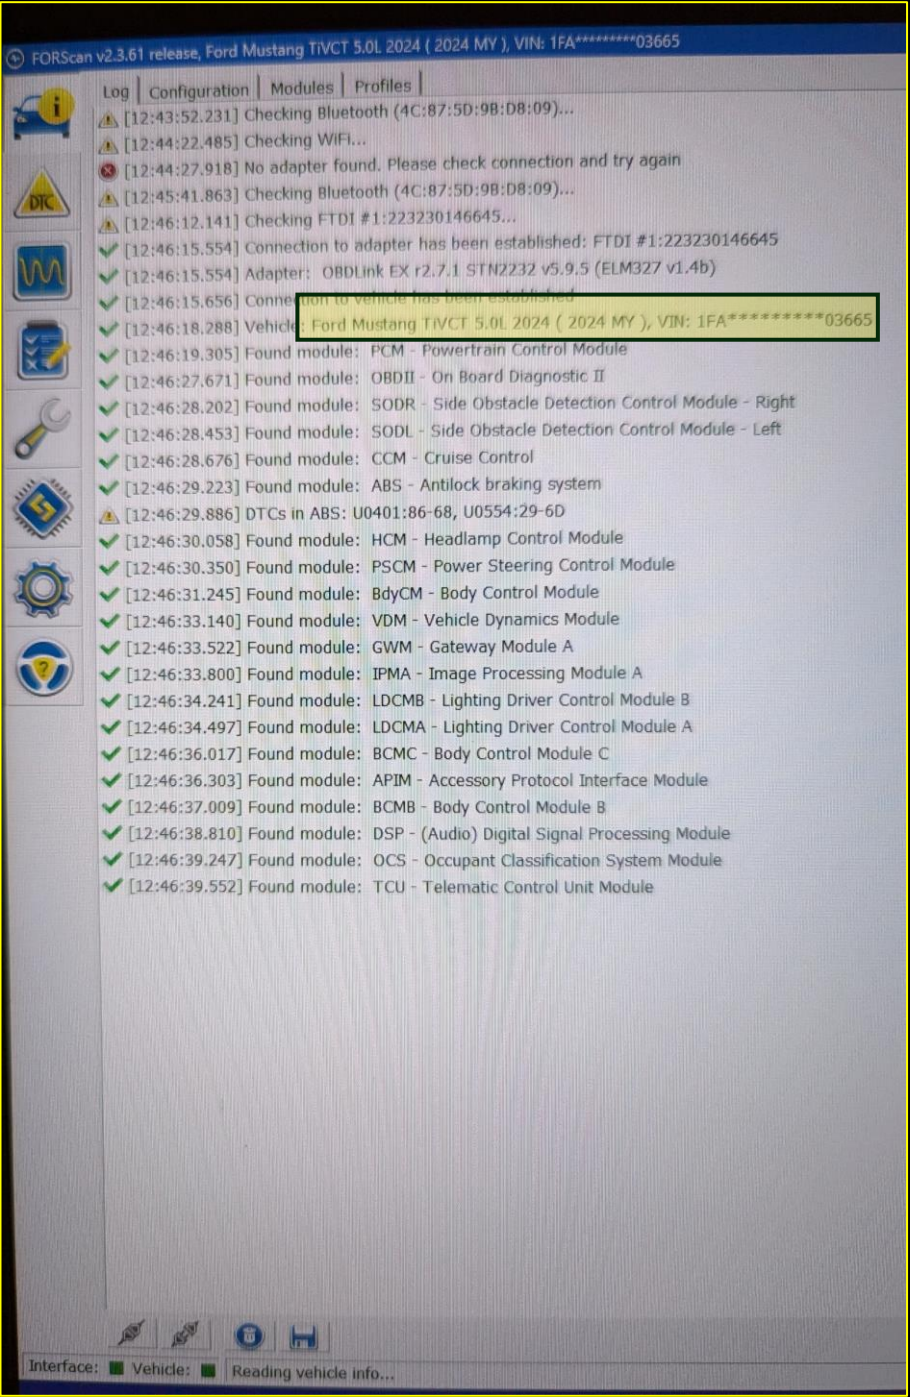 FORScan v2.3.61 release, Ford Mustang TiVCT 5.0L 2024 ( 2024 MY ), VIN: 1FA*********03665
Log Configuration Modules Profiles
[12:43:52.231] Checking Bluetooth (4C:87:5D:9B:D8:09)...
[12:44:22.485] Checking WiFi...
[12:44:27.918] No adapter found. Please check connection and try again
[12:45:41.863] Checking Bluetooth (4C:87:5D:9B:D8:09)...
[12:46:12.141] Checking FTDI #1:223230146645...
[12:46:15.554] Connection to adapter has been established: FTDI #1:223230146645
[12:46:15.554] Adapter: OBDLink EX r2.7.1 STN2232 v5.9.5 (ELM327 v1.4b)
[12:46:15.656] Connection to vehicle has been established
[12:46:18.288] Vehicle: Ford Mustang TiVCT 5.0L 2024 ( 2024 MY ), VIN: 1FA*********03665
[12:46:19.305] Found module: PCM - Powertrain Control Module
[12:46:27.671] Found module: OBDII - On Board Diagnostic II
[12:46:28.202] Found module: SODR - Side Obstacle Detection Control Module - Right
[12:46:28.453] Found module: SODL - Side Obstacle Detection Control Module - Left
[12:46:28.676] Found module: CCM - Cruise Control
[12:46:29.223] Found module: ABS - Antilock braking system
[12:46:29.886] DTCs in ABS: U0401:86-68, U0554:29-6D
[12:46:30.058] Found module: HCM - Headlamp Control Module
[12:46:30.350] Found module: PSCM - Power Steering Control Module
[12:46:31.245] Found module: BdyCM - Body Control Module
[12:46:33.140] Found module: VDM - Vehicle Dynamics Module
[12:46:33.522] Found module: GWM - Gateway Module A
[12:46:33.800] Found module: IPMA - Image Processing Module A
[12:46:34.241] Found module: LDCMB - Lighting Driver Control Module B
[12:46:34.497] Found module: LDCMA - Lighting Driver Control Module A
[12:46:36.017] Found module: BCMC - Body Control Module C
[12:46:36.303] Found module: APIM - Accessory Protocol Interface Module
[12:46:37.009] Found module: BCMB - Body Control Module B
[12:46:38.810] Found module: DSP - (Audio) Digital Signal Processing Module
[12:46:39.247] Found module: OCS - Occupant Classification System Module
[12:46:39.552] Found module: TCU - Telematic Control Unit Module
DTC
Interface: Vehicle: Reading vehicle info...